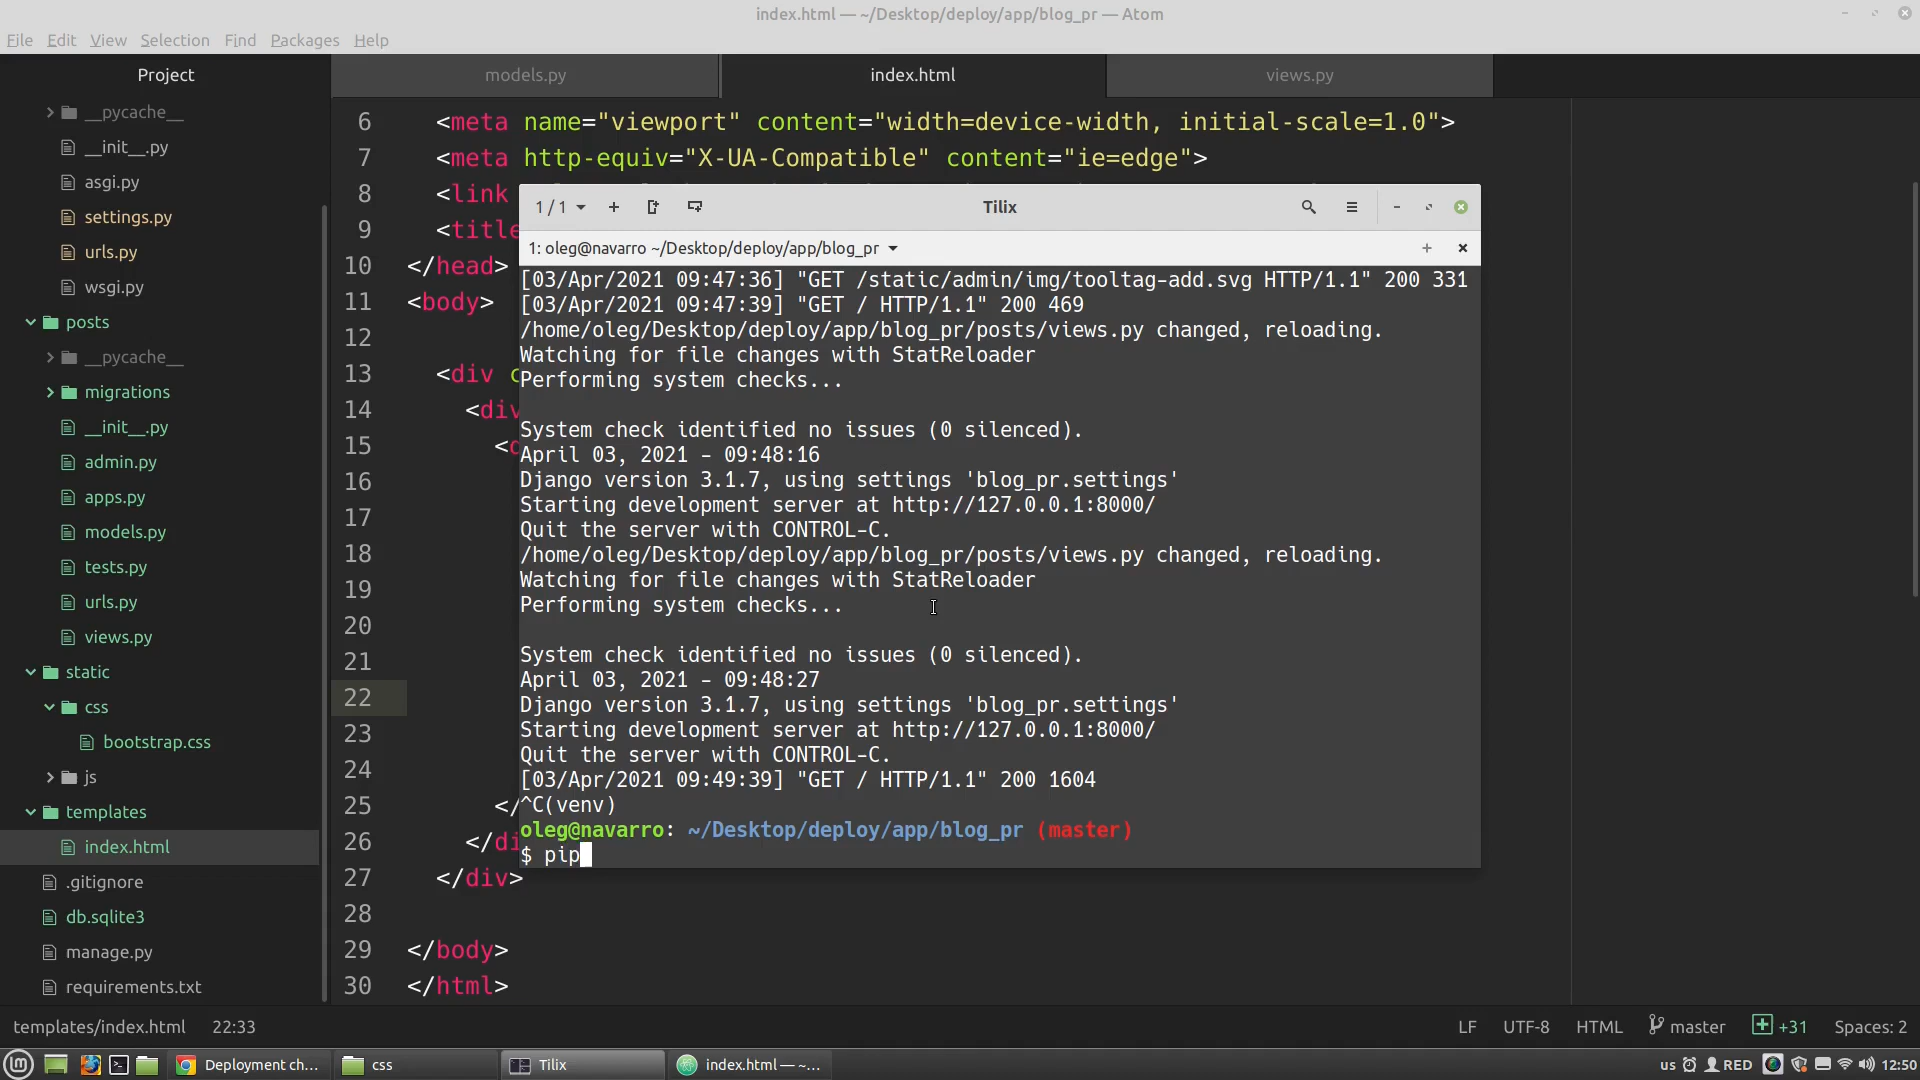 index.html — ~/Desktop/deploy/app/blog_pr — Atom
File Edit View Selection Find Packages Help
Project
models.py
index.html
views.py
__pycache__
__init__.py
asgi.py
settings.py
urls.py
wsgi.py
posts
__pycache__
migrations
__init__.py
admin.py
apps.py
models.py
tests.py
urls.py
views.py
static
css
bootstrap.css
js
templates
index.html
.gitignore
db.sqlite3
manage.py
requirements.txt
6 <meta name="viewport" content="width=device-width, initial-scale=1.0">
7 <meta http-equiv="X-UA-Compatible" content="ie=edge">
8 <link
9 <title
10 </head>
11 <body>
12
13 <div c
14 <div
15 <d
16
17
18
19
20
21
22
23
24
25 </
26 </di
27 </div>
28
29 </body>
30 </html>
1 / 1
Tilix
1: oleg@navarro ~/Desktop/deploy/app/blog_pr
[03/Apr/2021 09:47:36] "GET /static/admin/img/tooltag-add.svg HTTP/1.1" 200 331
[03/Apr/2021 09:47:39] "GET / HTTP/1.1" 200 469
/home/oleg/Desktop/deploy/app/blog_pr/posts/views.py changed, reloading.
Watching for file changes with StatReloader
Performing system checks...
System check identified no issues (0 silenced).
April 03, 2021 - 09:48:16
Django version 3.1.7, using settings 'blog_pr.settings'
Starting development server at http://127.0.0.1:8000/
Quit the server with CONTROL-C.
/home/oleg/Desktop/deploy/app/blog_pr/posts/views.py changed, reloading.
Watching for file changes with StatReloader
Performing system checks...
System check identified no issues (0 silenced).
April 03, 2021 - 09:48:27
Django version 3.1.7, using settings 'blog_pr.settings'
Starting development server at http://127.0.0.1:8000/
Quit the server with CONTROL-C.
[03/Apr/2021 09:49:39] "GET / HTTP/1.1" 200 1604
^C(venv)
oleg@navarro: ~/Desktop/deploy/app/blog_pr (master)
$ pip
templates/index.html 22:33
LF UTF-8 HTML master +31 Spaces: 2
Deployment ch...
css
Tilix
index.html — ~...
us RED 12:50